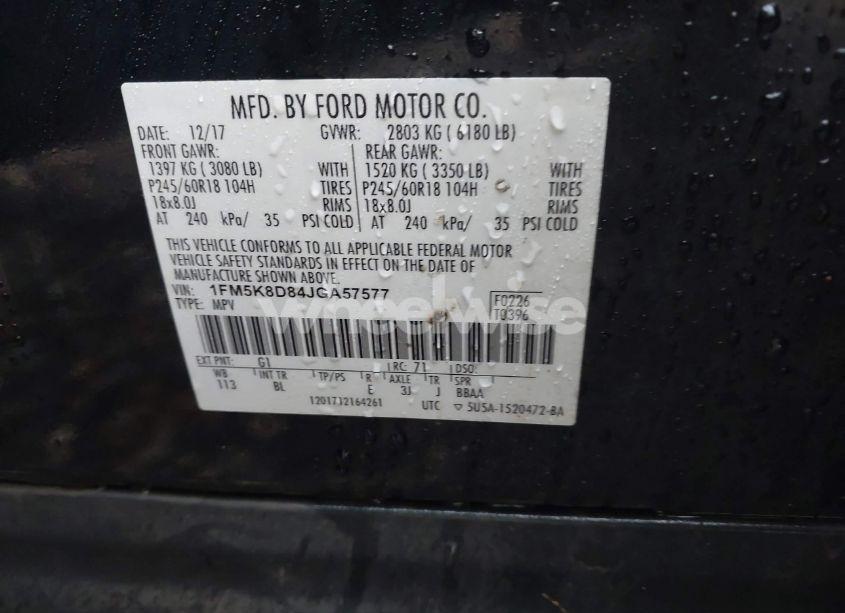 MFD. BY FORD MOTOR CO.
DATE: 12/17 GVWR: 2803 KG ( 6180 LB)
FRONT GAWR: REAR GAWR:
1397 KG ( 3080 LB) WITH 1520 KG ( 3350 LB) WITH
P245/60R18 104H TIRES P245/60R18 104H TIRES
18x8.0J RIMS 18x8.0J RIMS
AT 240 kPa/ 35 PSI COLD AT 240 kPa/ 35 PSI COLD
THIS VEHICLE CONFORMS TO ALL APPLICABLE FEDERAL MOTOR
VEHICLE SAFETY STANDARDS IN EFFECT ON THE DATE OF
MANUFACTURE SHOWN ABOVE.
VIN: 1FM5K8D84JGA57577 F0226
TYPE: MPV T0396
wheelwise
EXT PNT: G1 RC: 71 DSO:
WB INT TR TP/PS R AXLE TR SPR
113 BL E 3J J BBAA
1201712164261 UTC ▽ 5U5A-1520472-BA